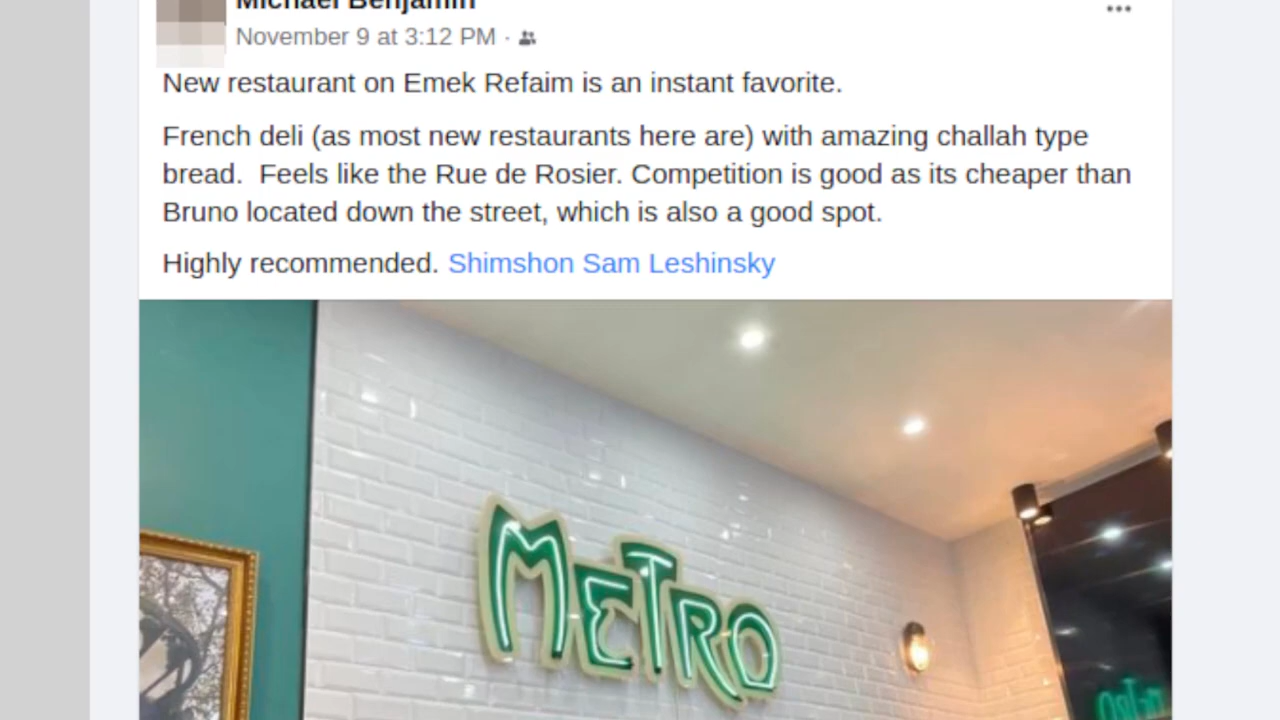 Michael Benjamin
November 9 at 3:12 PM ·
New restaurant on Emek Refaim is an instant favorite.
French deli (as most new restaurants here are) with amazing challah type
bread.  Feels like the Rue de Rosier. Competition is good as its cheaper than
Bruno located down the street, which is also a good spot.
Highly recommended. Shimshon Sam Leshinsky
METRO